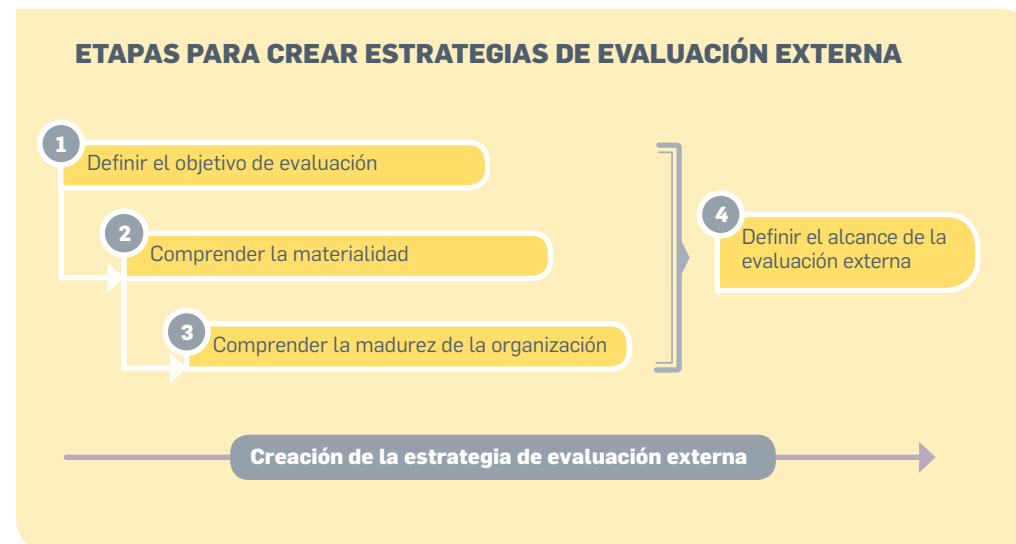 ETAPAS PARA CREAR ESTRATEGIAS DE EVALUACIÓN EXTERNA
1
Definir el objetivo de evaluación
2
Comprender la materialidad
3
Comprender la madurez de la organización
4
Definir el alcance de la
evaluación externa
Creación de la estrategia de evaluación externa